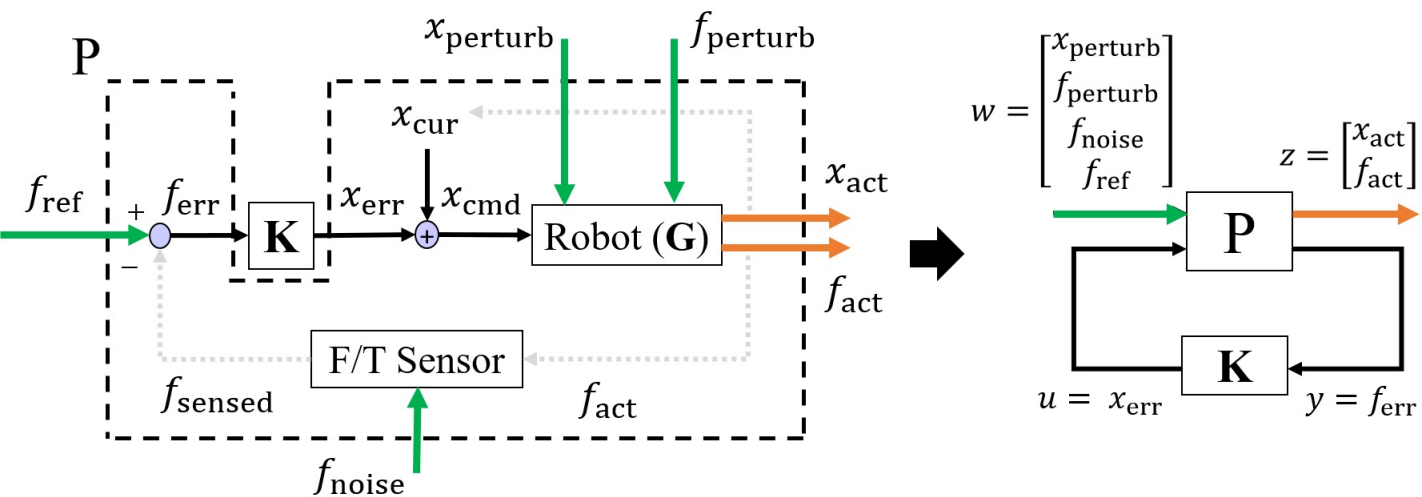 P
x_perturb
f_perturb
x_cur
f_ref
+
−
f_err
K
x_err
+
x_cmd
Robot (G)
x_act
f_act
F/T Sensor
f_sensed
f_act
f_noise
w = [x_perturb
f_perturb
f_noise
f_ref]
z = [x_act
f_act]
P
K
u = x_err
y = f_err